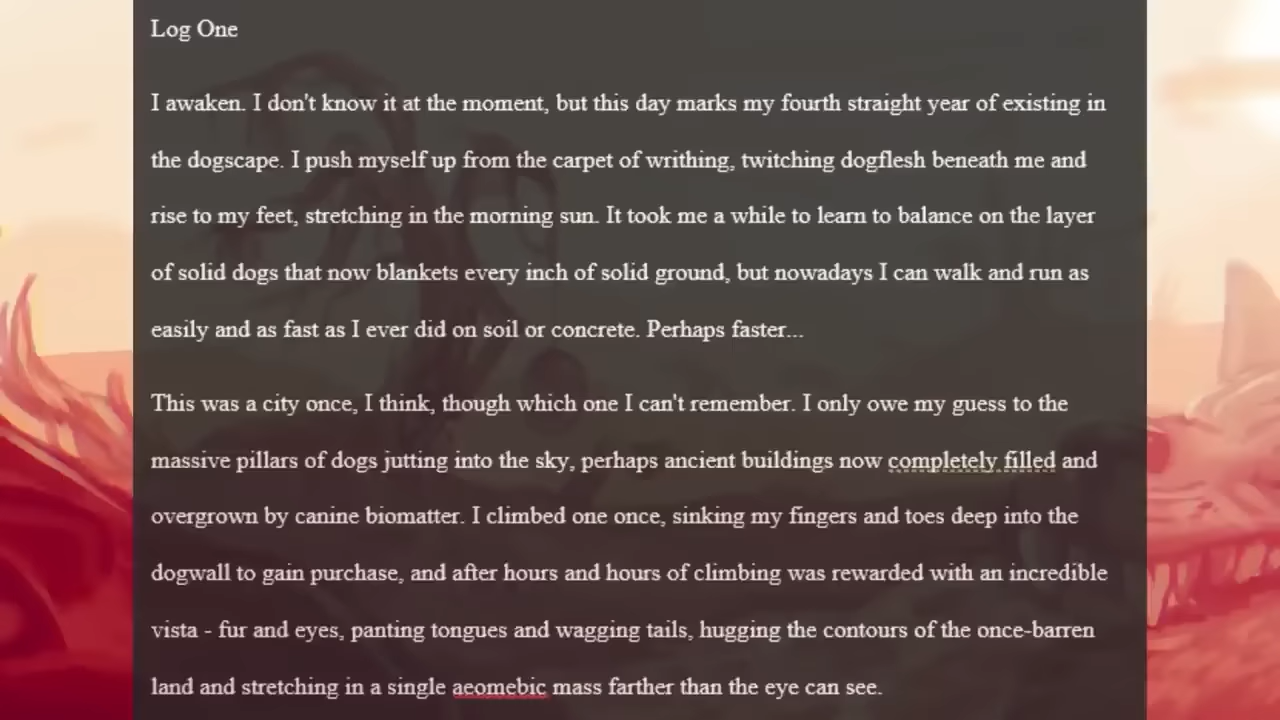 Log One
I awaken. I don't know it at the moment, but this day marks my fourth straight year of existing in
the dogscape. I push myself up from the carpet of writhing, twitching dogflesh beneath me and
rise to my feet, stretching in the morning sun. It took me a while to learn to balance on the layer
of solid dogs that now blankets every inch of solid ground, but nowadays I can walk and run as
easily and as fast as I ever did on soil or concrete. Perhaps faster...
This was a city once, I think, though which one I can't remember. I only owe my guess to the
massive pillars of dogs jutting into the sky, perhaps ancient buildings now completely filled and
overgrown by canine biomatter. I climbed one once, sinking my fingers and toes deep into the
dogwall to gain purchase, and after hours and hours of climbing was rewarded with an incredible
vista - fur and eyes, panting tongues and wagging tails, hugging the contours of the once-barren
land and stretching in a single aeomebic mass farther than the eye can see.